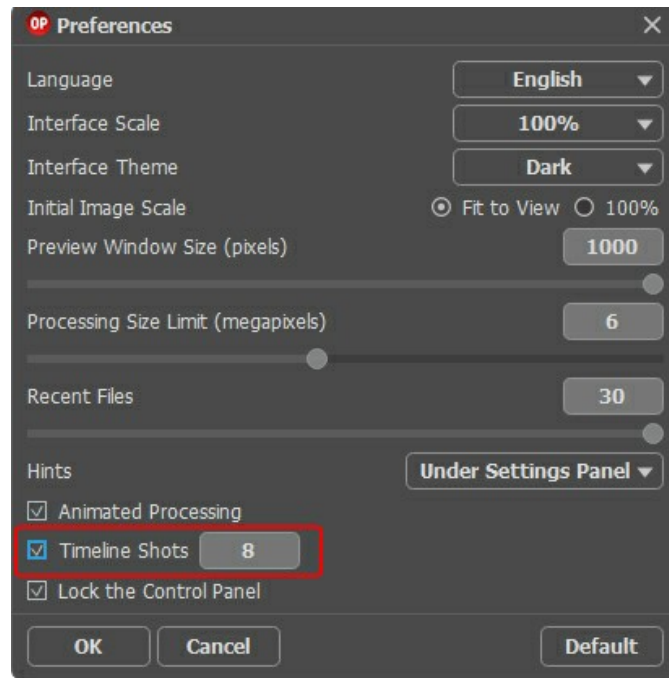 OP Preferences
Language English
Interface Scale 100%
Interface Theme Dark
Initial Image Scale Fit to View 100%
Preview Window Size (pixels) 1000
Processing Size Limit (megapixels) 6
Recent Files 30
Hints Under Settings Panel
Animated Processing
Timeline Shots 8
Lock the Control Panel
OK Cancel Default